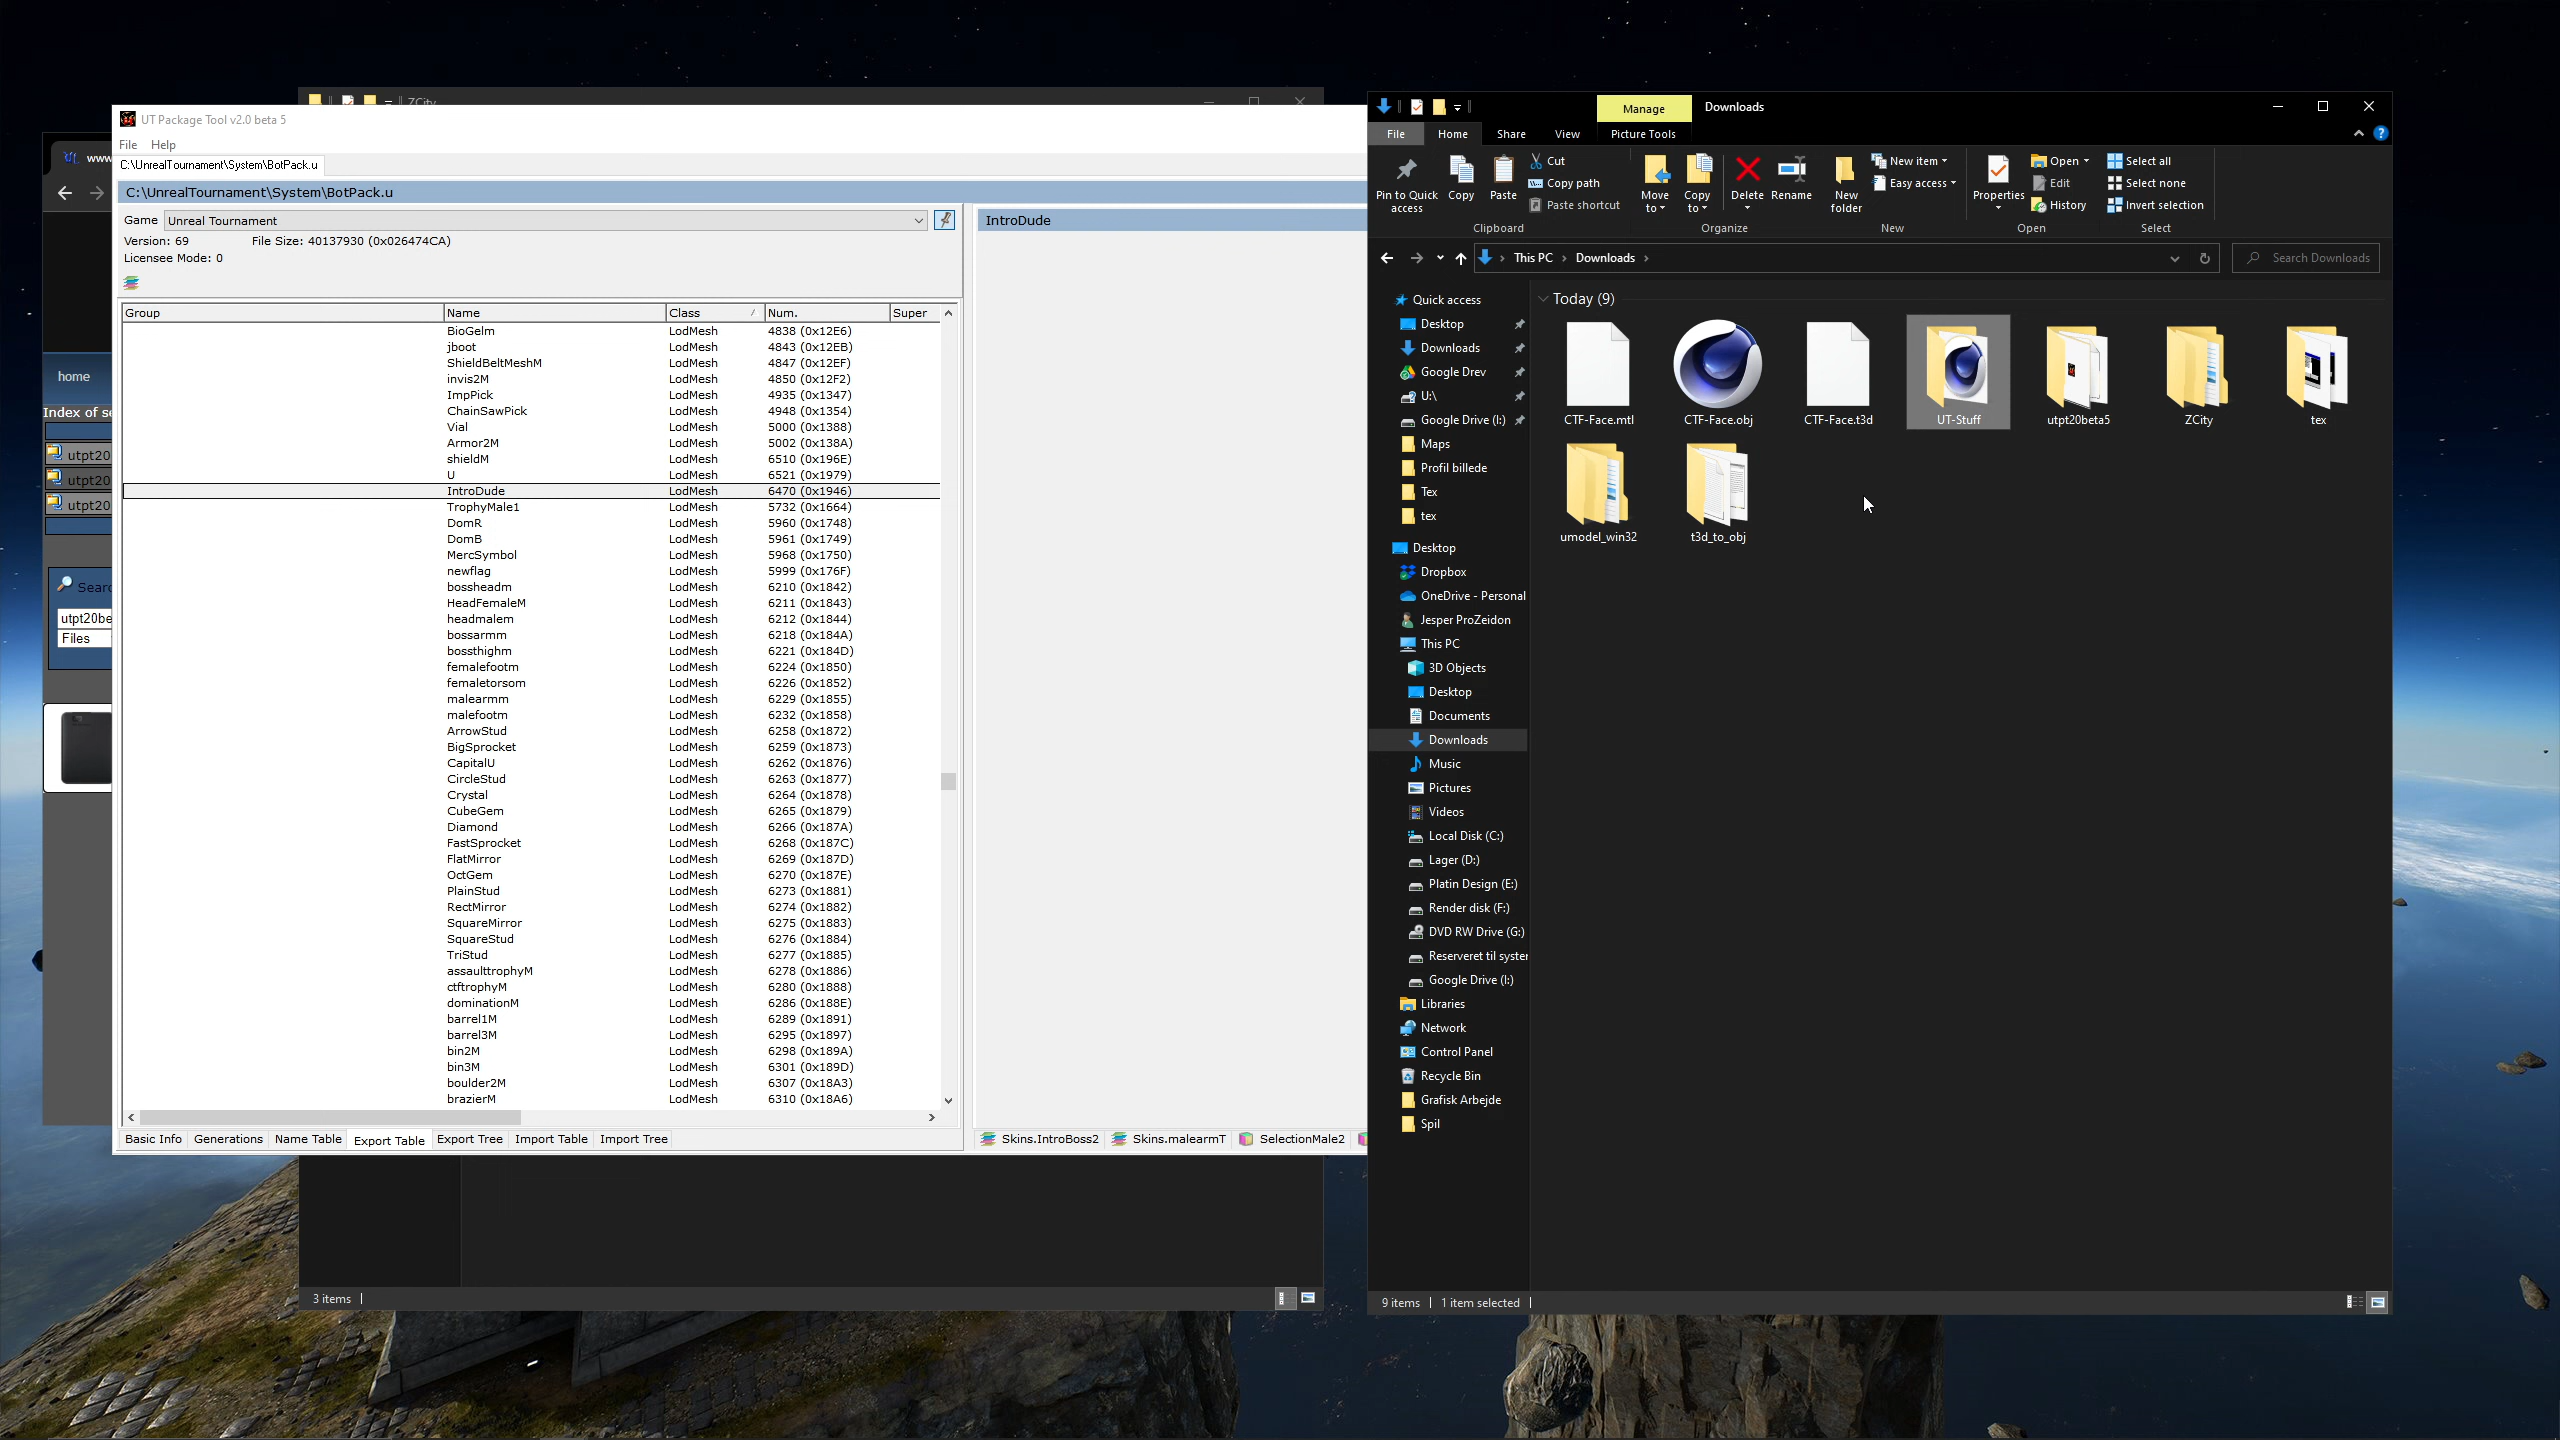 ZCity
UT Package Tool v2.0 beta 5
File Help
C:\UnrealTournament\System\BotPack.u
C:\UnrealTournament\System\BotPack.u
Game Unreal Tournament
Version: 69 File Size: 40137930 (0x026474CA)
Licensee Mode: 0
Group Name Class Num. Super
BioGelm LodMesh 4838 (0x12E6)
jboot LodMesh 4843 (0x12EB)
ShieldBeltMeshM LodMesh 4847 (0x12EF)
invis2M LodMesh 4850 (0x12F2)
ImpPick LodMesh 4935 (0x1347)
ChainSawPick LodMesh 4948 (0x1354)
Vial LodMesh 5000 (0x1388)
Armor2M LodMesh 5002 (0x138A)
shieldM LodMesh 6510 (0x196E)
U LodMesh 6521 (0x1979)
IntroDude LodMesh 6470 (0x1946)
TrophyMale1 LodMesh 5732 (0x1664)
DomR LodMesh 5960 (0x1748)
DomB LodMesh 5961 (0x1749)
MercSymbol LodMesh 5968 (0x1750)
newflag LodMesh 5999 (0x176F)
bossheadm LodMesh 6210 (0x1842)
HeadFemaleM LodMesh 6211 (0x1843)
headmalem LodMesh 6212 (0x1844)
bossarmm LodMesh 6218 (0x184A)
bossthighm LodMesh 6221 (0x184D)
femalefootm LodMesh 6224 (0x1850)
femaletorsom LodMesh 6226 (0x1852)
malearmm LodMesh 6229 (0x1855)
malefootm LodMesh 6232 (0x1858)
ArrowStud LodMesh 6258 (0x1872)
BigSprocket LodMesh 6259 (0x1873)
CapitalU LodMesh 6262 (0x1876)
CircleStud LodMesh 6263 (0x1877)
Crystal LodMesh 6264 (0x1878)
CubeGem LodMesh 6265 (0x1879)
Diamond LodMesh 6266 (0x187A)
FastSprocket LodMesh 6268 (0x187C)
FlatMirror LodMesh 6269 (0x187D)
OctGem LodMesh 6270 (0x187E)
PlainStud LodMesh 6273 (0x1881)
RectMirror LodMesh 6274 (0x1882)
SquareMirror LodMesh 6275 (0x1883)
SquareStud LodMesh 6276 (0x1884)
TriStud LodMesh 6277 (0x1885)
assaulttrophyM LodMesh 6278 (0x1886)
ctftrophyM LodMesh 6280 (0x1888)
dominationM LodMesh 6286 (0x188E)
barrel1M LodMesh 6289 (0x1891)
barrel3M LodMesh 6295 (0x1897)
bin2M LodMesh 6298 (0x189A)
bin3M LodMesh 6301 (0x189D)
boulder2M LodMesh 6307 (0x18A3)
brazierM LodMesh 6310 (0x18A6)
Basic Info Generations Name Table Export Table Export Tree Import Table Import Tree
IntroDude
Skins.IntroBoss2 Skins.malearmT SelectionMale2
www
home
Index of se
utpt20
utpt20
utpt20
Searc
utpt20be
Files
3 items
Manage Downloads
File Home Share View Picture Tools
Pin to Quick access
Copy
Paste
Cut
Copy path
Paste shortcut
Move to
Copy to
Delete
Rename
New folder
New item
Easy access
Properties
Open
Edit
History
Select all
Select none
Invert selection
Clipboard Organize New Open Select
This PC Downloads
Search Downloads
Quick access
Desktop
Downloads
Google Drev
U:\
Google Drive (I:)
Maps
Profil billede
Tex
tex
Desktop
Dropbox
OneDrive - Personal
Jesper ProZeidon
This PC
3D Objects
Desktop
Documents
Downloads
Music
Pictures
Videos
Local Disk (C:)
Lager (D:)
Platin Design (E:)
Render disk (F:)
DVD RW Drive (G:)
Reserveret til syster
Google Drive (I:)
Libraries
Network
Control Panel
Recycle Bin
Grafisk Arbejde
Spil
Today (9)
CTF-Face.mtl CTF-Face.obj CTF-Face.t3d UT-Stuff utpt20beta5 ZCity tex
umodel_win32 t3d_to_obj
9 items 1 item selected